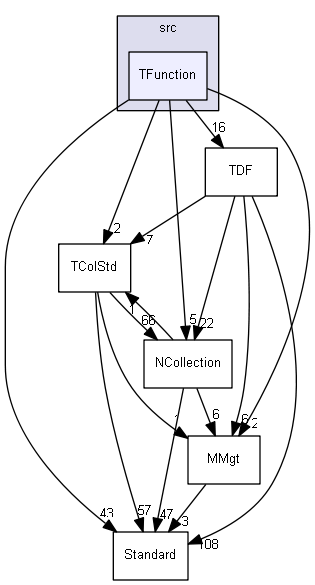 src
TFunction
16
TDF
2
7
TColStd
1
66
5
22
NCollection
6
6
2
MMgt
43
57
47
3
108
Standard